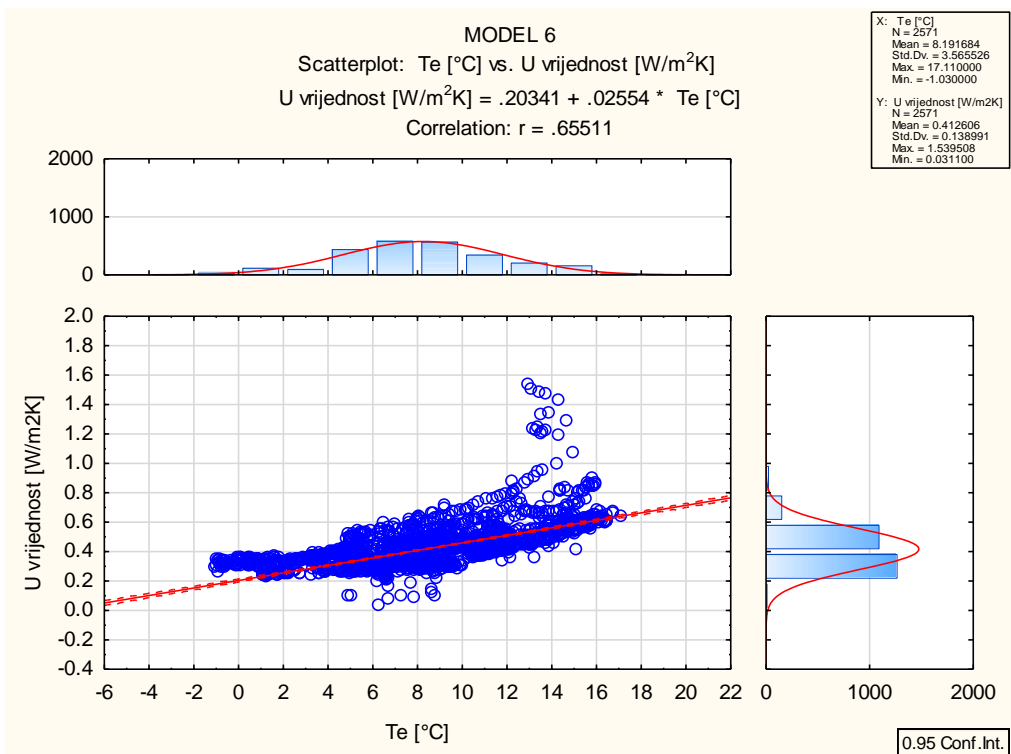 MODEL 6
Scatterplot: Te [°C] vs. U vrijednost [W/m²K]
U vrijednost [W/m²K] = .20341 + .02554 * Te [°C]
Correlation: r = .65511
X: Te [°C]
N = 2571
Mean = 8.191684
Std.Dv. = 3.565526
Max. = 17.110000
Min. = -1.030000
Y: U vrijednost [W/m2K]
N = 2571
Mean = 0.412606
Std.Dv. = 0.138991
Max. = 1.539508
Min. = 0.031100
2000
1000
0
2.0
1.8
1.6
1.4
1.2
1.0
0.8
0.6
0.4
0.2
0.0
-0.2
-0.4
U vrijednost [W/m2K]
-6 -4 -2 0 2 4 6 8 10 12 14 16 18 20 22
Te [°C]
0 1000 2000
0.95 Conf.Int.